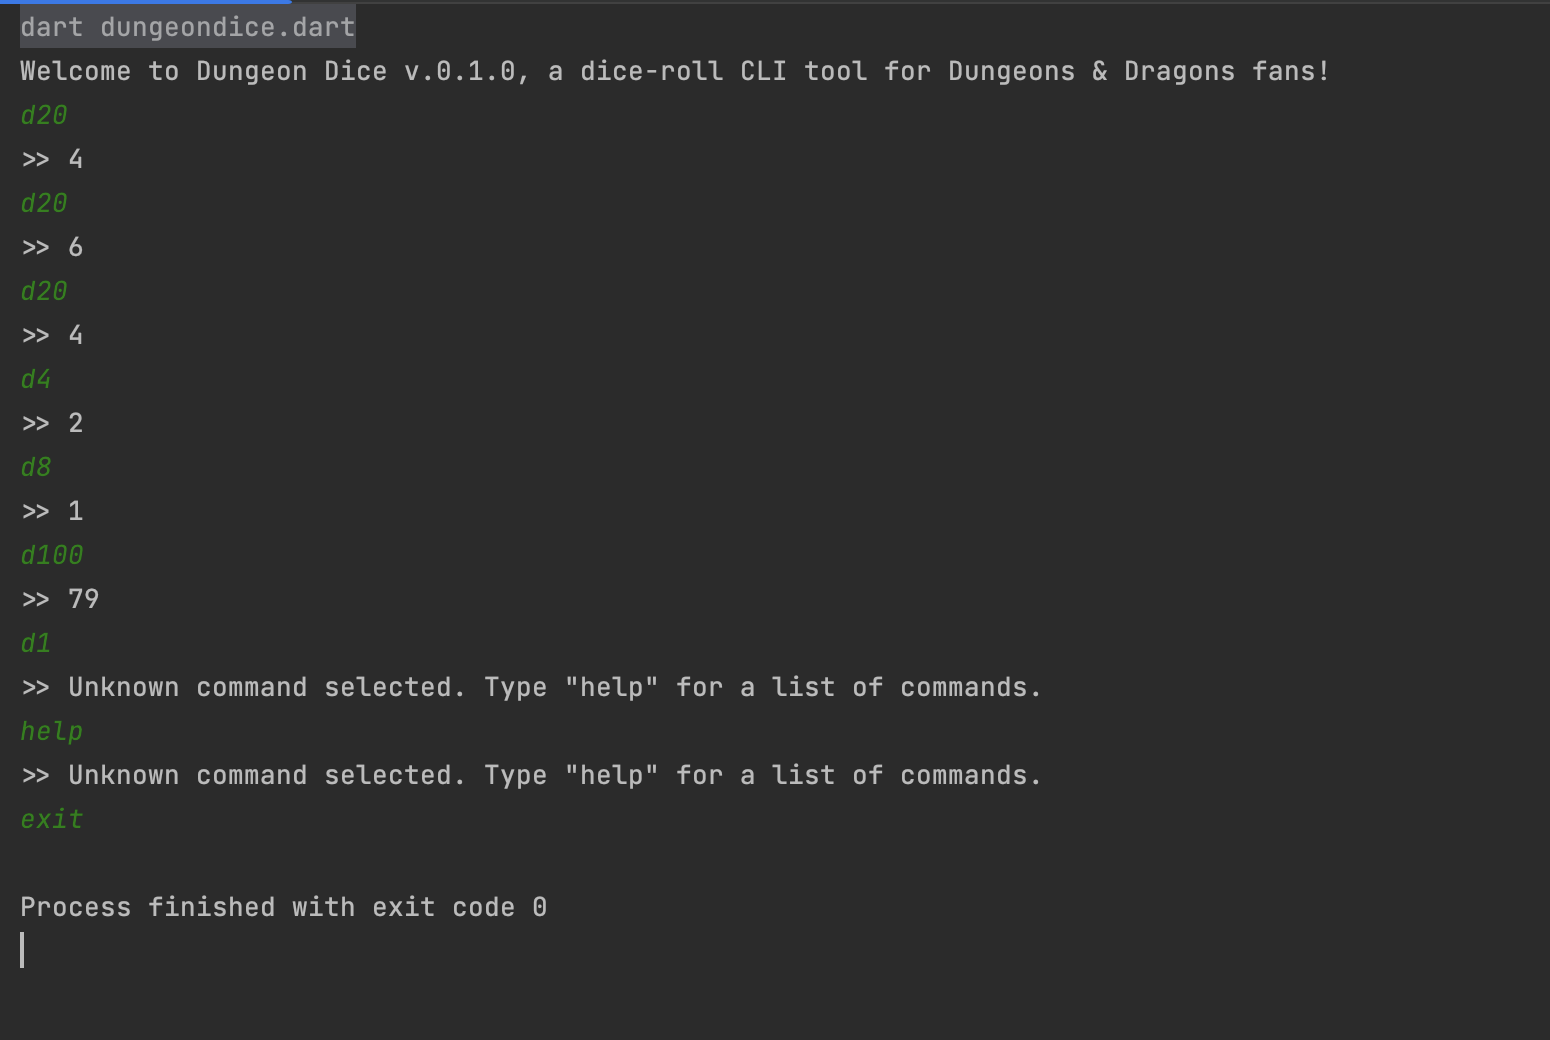 dart dungeondice.dart
Welcome to Dungeon Dice v.0.1.0, a dice-roll CLI tool for Dungeons & Dragons fans!
d20
>> 4
d20
>> 6
d20
>> 4
d4
>> 2
d8
>> 1
d100
>> 79
d1
>> Unknown command selected. Type "help" for a list of commands.
help
>> Unknown command selected. Type "help" for a list of commands.
exit
Process finished with exit code 0